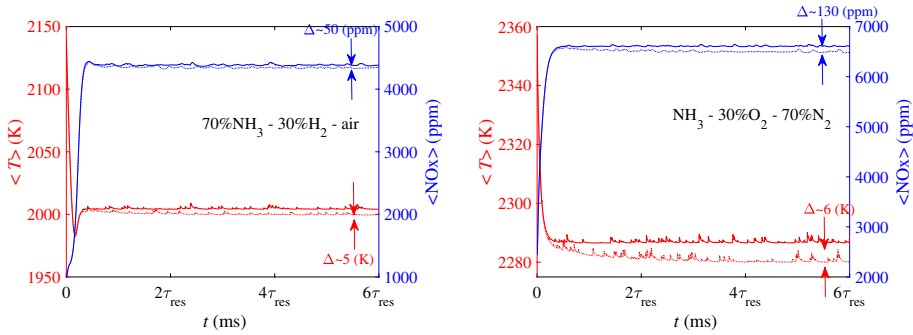 2150
2100
2050
2000
1950
< T> (K)
5000
4000
3000
2000
1000
<NOx> (ppm)
Δ~50 (ppm)
70%NH3 - 30%H2 - air
Δ~5 (K)
0
2τres
4τres
6τres
t (ms)
2360
2340
2320
2300
2280
< T> (K)
7000
6000
5000
4000
3000
2000
<NOx> (ppm)
Δ~130 (ppm)
NH3 - 30%O2 - 70%N2
Δ~6 (K)
0
2τres
4τres
6τres
t (ms)